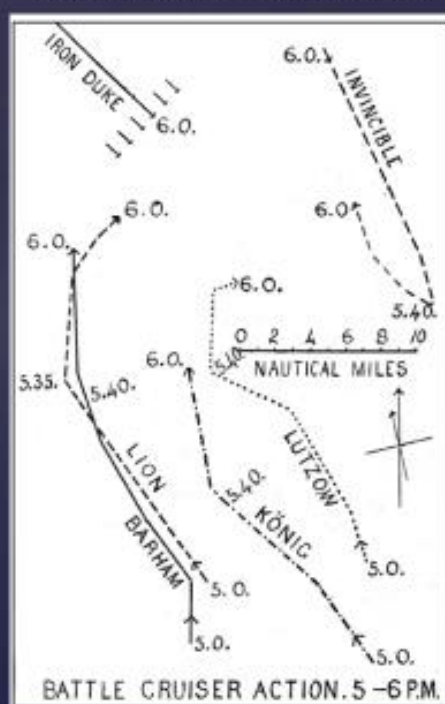 IRON DUKE
6.0.
6.0.
INVINCIBLE
6.0.
6.0.
6.0
5.40.
6.0.
0 2 4 6 8 10
NAUTICAL MILES
6.0.
5.40
5.35.
5.40.
LION
BARHAM
5.40.
KÖNIG
LÜTZOW
5.0.
5.0.
5.0.
5.0.
BATTLE CRUISER ACTION. 5-6 P.M.